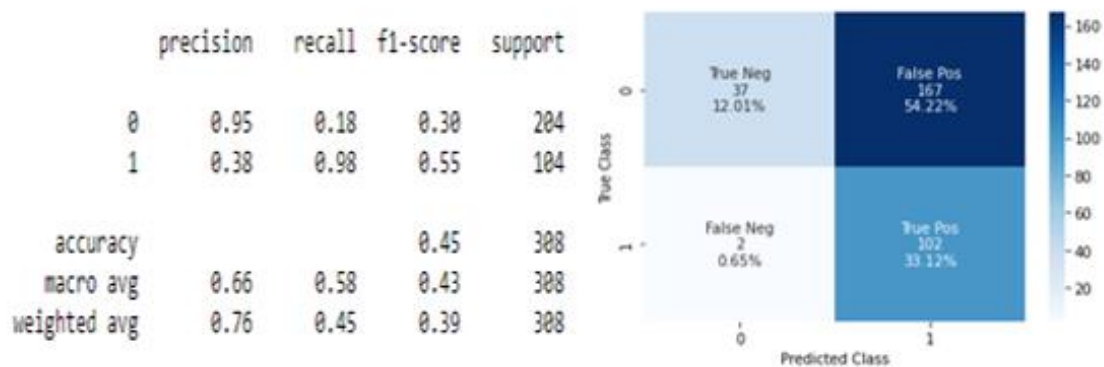 precision recall f1-score support
0 0.95 0.18 0.30 204
1 0.38 0.98 0.55 104
accuracy 0.45 308
macro avg 0.66 0.58 0.43 308
weighted avg 0.76 0.45 0.39 308
True Class
0
1
True Neg
37
12.01%
False Pos
167
54.22%
False Neg
2
0.65%
True Pos
102
33.12%
0 1
Predicted Class
160
140
120
100
80
60
40
20